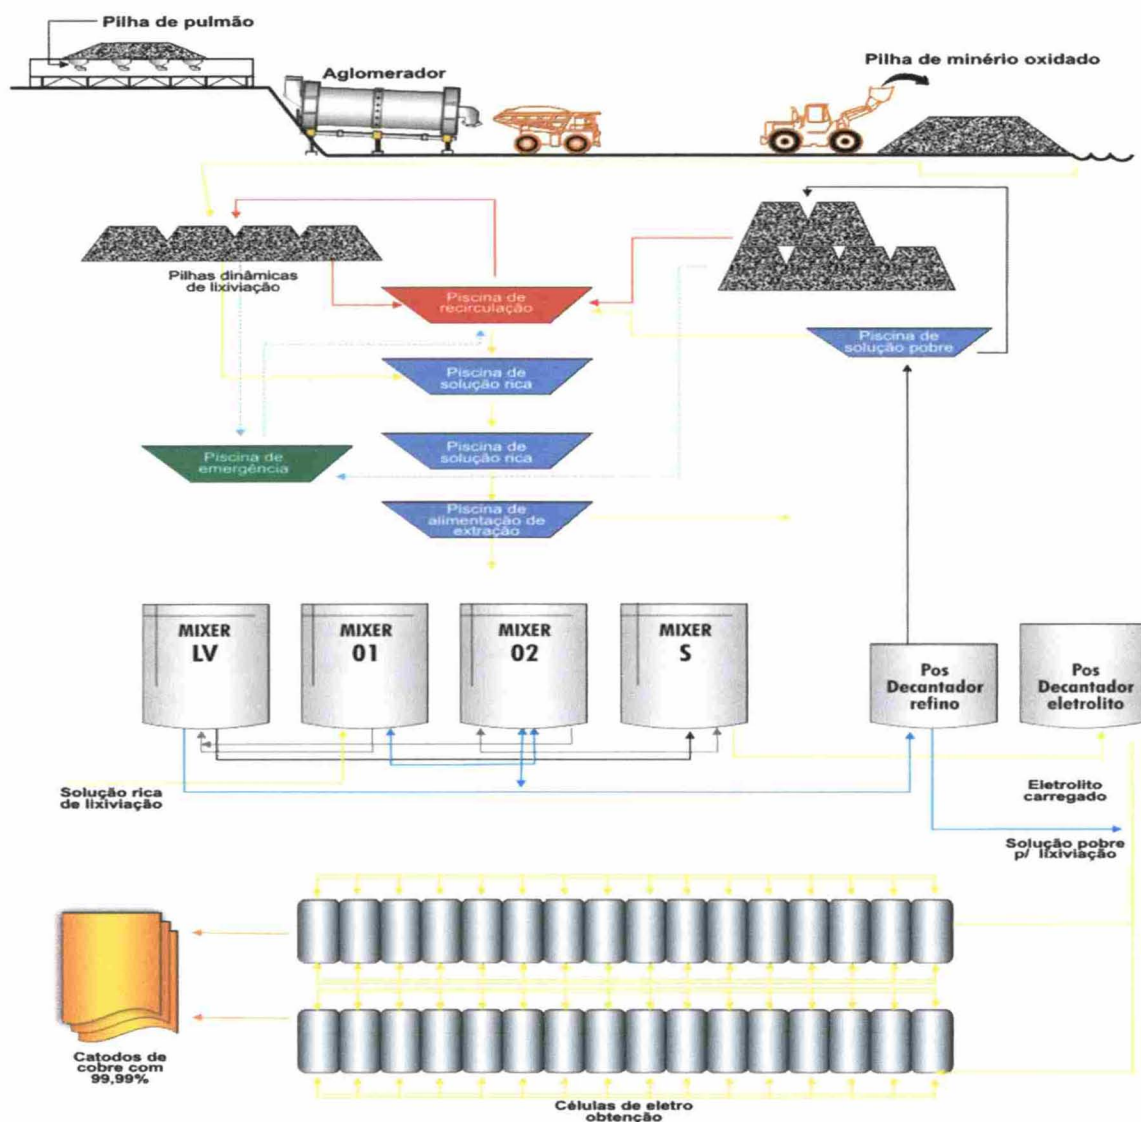 Pilha de pulmão
Aglomerador
Pilha de minério oxidado
Pilhas dinâmicas
de lixiviação
Piscina de
recirculação
Piscina de
solução pobre
Piscina de
solução rica
Piscina de
solução rica
Piscina de
emergência
Piscina de
alimentação de
extração
MIXER
LV
MIXER
01
MIXER
02
MIXER
S
Pos
Decantador
refino
Pos
Decantador
eletrolito
Solução rica
de lixiviação
Eletrolito
carregado
Solução pobre
p/ lixiviação
Catodos de
cobre com
99,99%
Células de eletro
obtenção